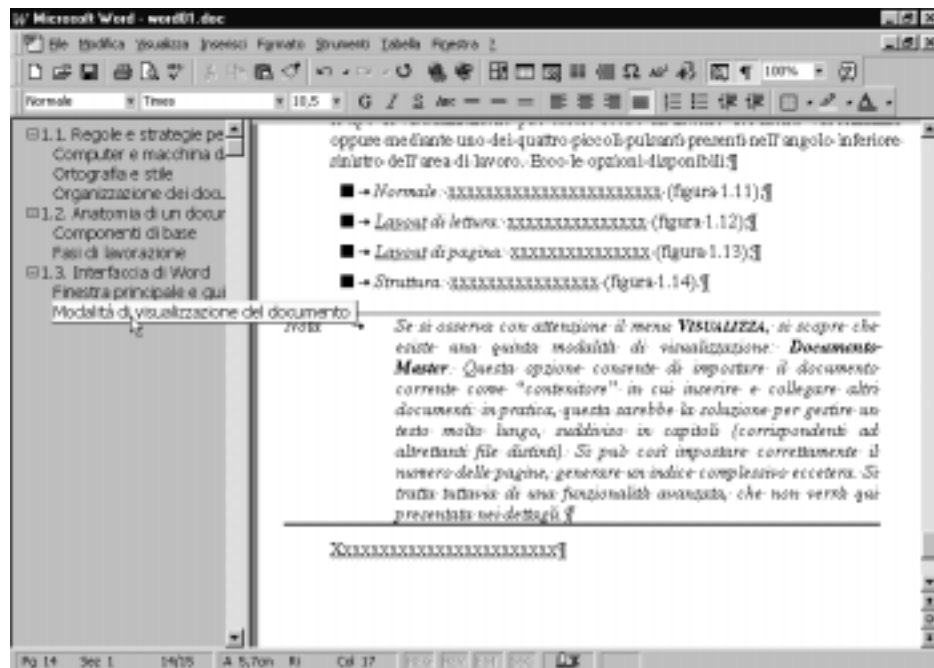 Microsoft Word - word01.doc
File Modifica Visualizza Inserisci Formato Strumenti Tabella Finestra ?
100%
Normale Times 10,5 G I S
1.1. Regole e strategie pe
Computer e macchina d
Ortografia e stile
Organizzazione dei docu
1.2. Anatomia di un docur
Componenti di base
Fasi di lavorazione
1.3. Interfaccia di Word
Finestra principale e gui
Modalità di visualizzazione del documento
oppure mediante uno dei quattro piccoli pulsanti presenti nell'angolo inferiore
sinistro dell'area di lavoro. Ecco le opzioni disponibili:¶
■ → Normale: xxxxxxxxxxxxxxxxxxxxxxxx (figura 1.11);¶
■ → Layout di lettura: xxxxxxxxxxxxxxxx (figura 1.12);¶
■ → Layout di pagina: xxxxxxxxxxxxxxxx (figura 1.13);¶
■ → Struttura: xxxxxxxxxxxxxxxxx (figura 1.14).¶
Nota → Se si osserva con attenzione il menu VISUALIZZA, si scopre che
esiste una quinta modalità di visualizzazione: Documento
Master. Questa opzione consente di impostare il documento
corrente come "contenitore" in cui inserire e collegare altri
documenti: in pratica, questa sarebbe la soluzione per gestire un
testo molto lungo, suddiviso in capitoli (corrispondenti ad
altrettanti file distinti). Si può così impostare correttamente il
numero delle pagine, generare un indice complessivo eccetera. Si
tratta tuttavia di una funzionalità avanzata, che non verrà qui
presentata nei dettagli.¶
Xxxxxxxxxxxxxxxxxxxxxxxx¶
Pg 14 Sez 1 14/15 A 5,7cm Ri Col 17